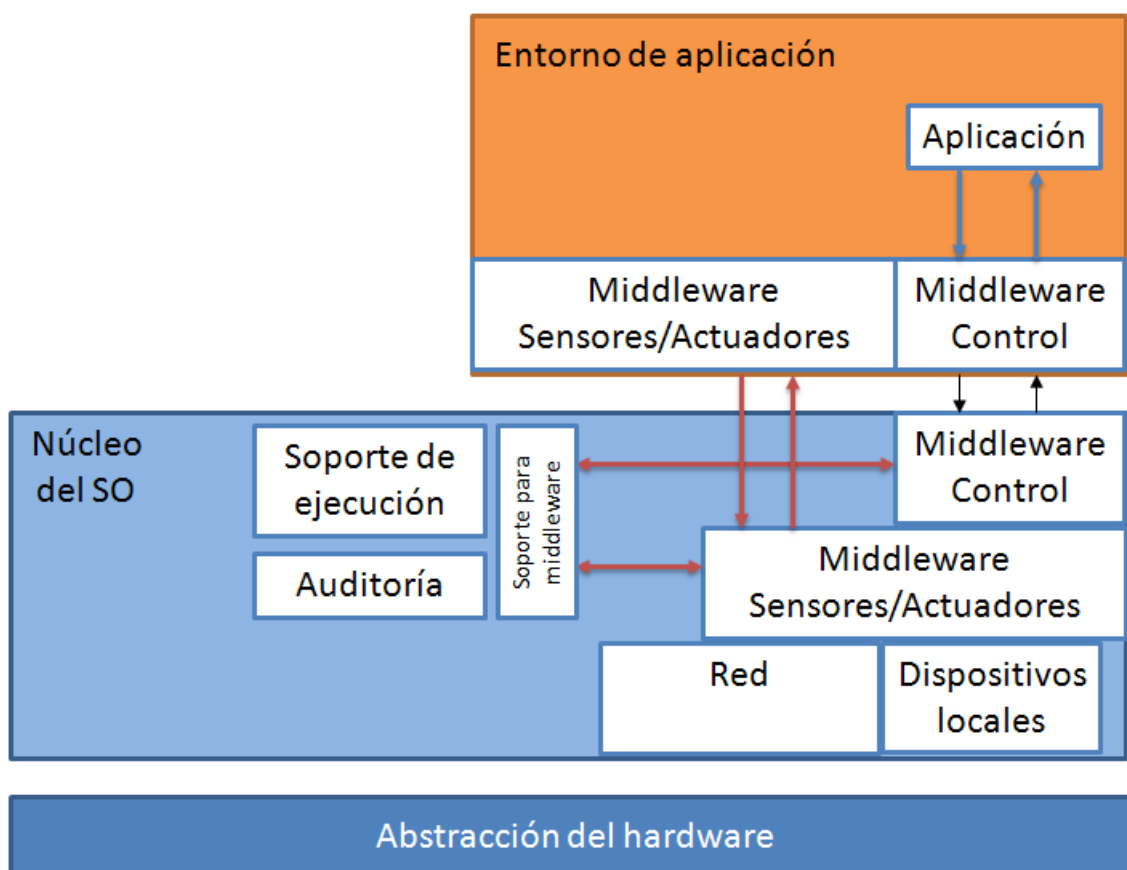 Entorno de aplicación
Aplicación
Middleware
Sensores/Actuadores
Middleware
Control
Núcleo
del SO
Soporte de
ejecución
Auditoría
Soporte para
middleware
Middleware
Control
Middleware
Sensores/Actuadores
Red
Dispositivos
locales
Abstracción del hardware